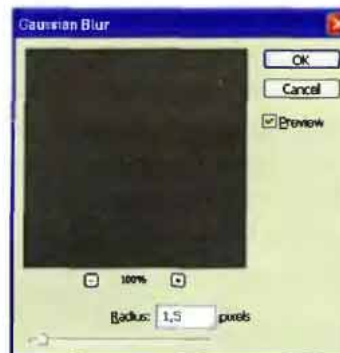 Gaussian Blur
OK
Cancel
Preview
100%
Radius: 1,5 pixels